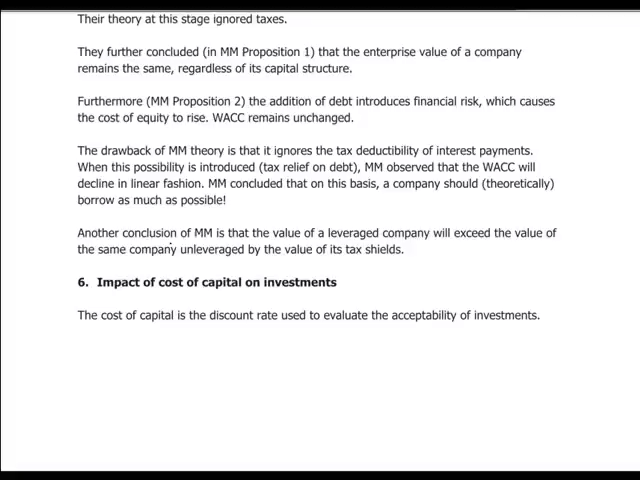 Their theory at this stage ignored taxes.
They further concluded (in MM Proposition 1) that the enterprise value of a company
remains the same, regardless of its capital structure.
Furthermore (MM Proposition 2) the addition of debt introduces financial risk, which causes
the cost of equity to rise. WACC remains unchanged.
The drawback of MM theory is that it ignores the tax deductibility of interest payments.
When this possibility is introduced (tax relief on debt), MM observed that the WACC will
decline in linear fashion. MM concluded that on this basis, a company should (theoretically)
borrow as much as possible!
Another conclusion of MM is that the value of a leveraged company will exceed the value of
the same company unleveraged by the value of its tax shields.
6. Impact of cost of capital on investments
The cost of capital is the discount rate used to evaluate the acceptability of investments.